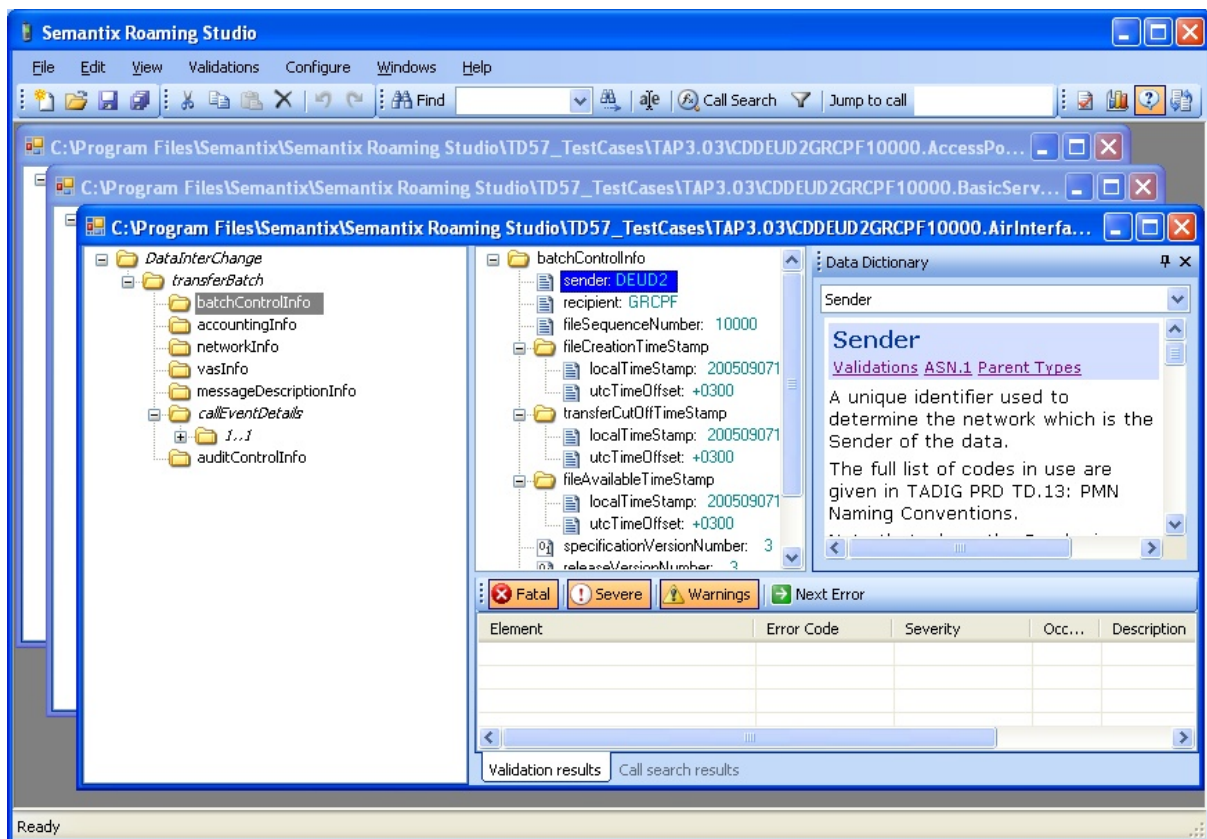 Semantix Roaming Studio
File Edit View Validations Configure Windows Help
Find Call Search Jump to call
C:\Program Files\Semantix\Semantix Roaming Studio\TD57_TestCases\TAP3.03\CDDEUD2GRCPF10000.AccessPo...
C:\Program Files\Semantix\Semantix Roaming Studio\TD57_TestCases\TAP3.03\CDDEUD2GRCPF10000.BasicServ...
C:\Program Files\Semantix\Semantix Roaming Studio\TD57_TestCases\TAP3.03\CDDEUD2GRCPF10000.AirInterfa...
DataInterChange
transferBatch
batchControlInfo
accountingInfo
networkInfo
vasInfo
messageDescriptionInfo
callEventDetails
1..1
auditControlInfo
batchControlInfo
sender: DEUD2
recipient: GRCPF
fileSequenceNumber: 10000
fileCreationTimeStamp
localTimeStamp: 200509071
utcTimeOffset: +0300
transferCutOffTimeStamp
localTimeStamp: 200509071
utcTimeOffset: +0300
fileAvailableTimeStamp
localTimeStamp: 200509071
utcTimeOffset: +0300
specificationVersionNumber: 3
releaseVersionNumber: 3
Data Dictionary
Sender
Sender
Validations ASN.1 Parent Types
A unique identifier used to
determine the network which is the
Sender of the data.
The full list of codes in use are
given in TADIG PRD TD.13: PMN
Naming Conventions.
Fatal Severe Warnings Next Error
Element Error Code Severity Occ... Description
Validation results Call search results
Ready